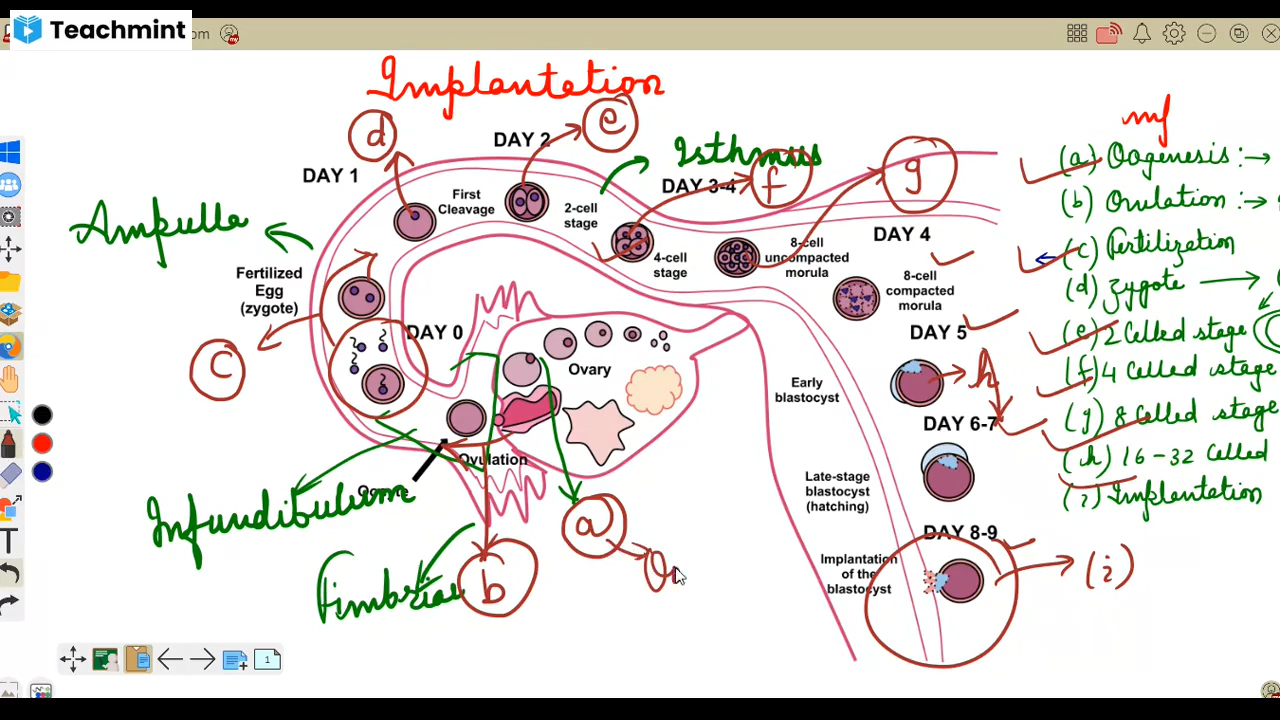 Teachmint
om
Implantation
d
DAY 2
e
Isthmus
mf
DAY 1
DAY 3-4
f
g
(a) Oogenesis :→
First
Cleavage
2-cell
stage
(b) Ovulation :→
Ampulla
4-cell
stage
8-cell
uncompacted
morula
DAY 4
(c) Fertilization
Fertilized
Egg
(zygote)
8-cell
compacted
morula
(d) Zygote →
DAY 0
DAY 5
(e) 2 Celled stage
C
Ovary
Early
blastocyst
h
(f) 4 Celled stage
DAY 6-7
(g) 8 Celled stage
Ovulation
(h) 16-32 Celled
Late-stage
blastocyst
(hatching)
(i) Implantation
Infundibulum
a
DAY 8-9
Fimbriae
b
Implantation
of the
blastocyst
(i)
1